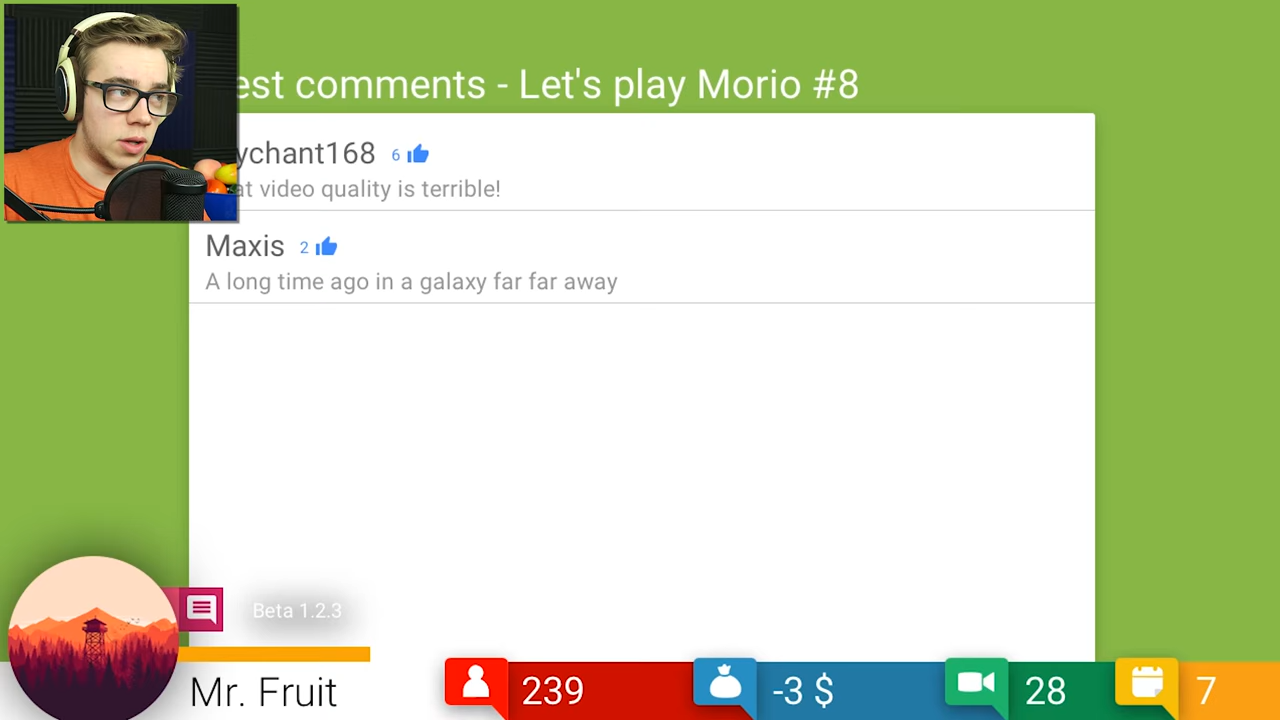 est comments - Let's play Morio #8
ychant168 6
at video quality is terrible!
Maxis 2
A long time ago in a galaxy far far away
Beta 1.2.3
Mr. Fruit
239
-3 $
28
7